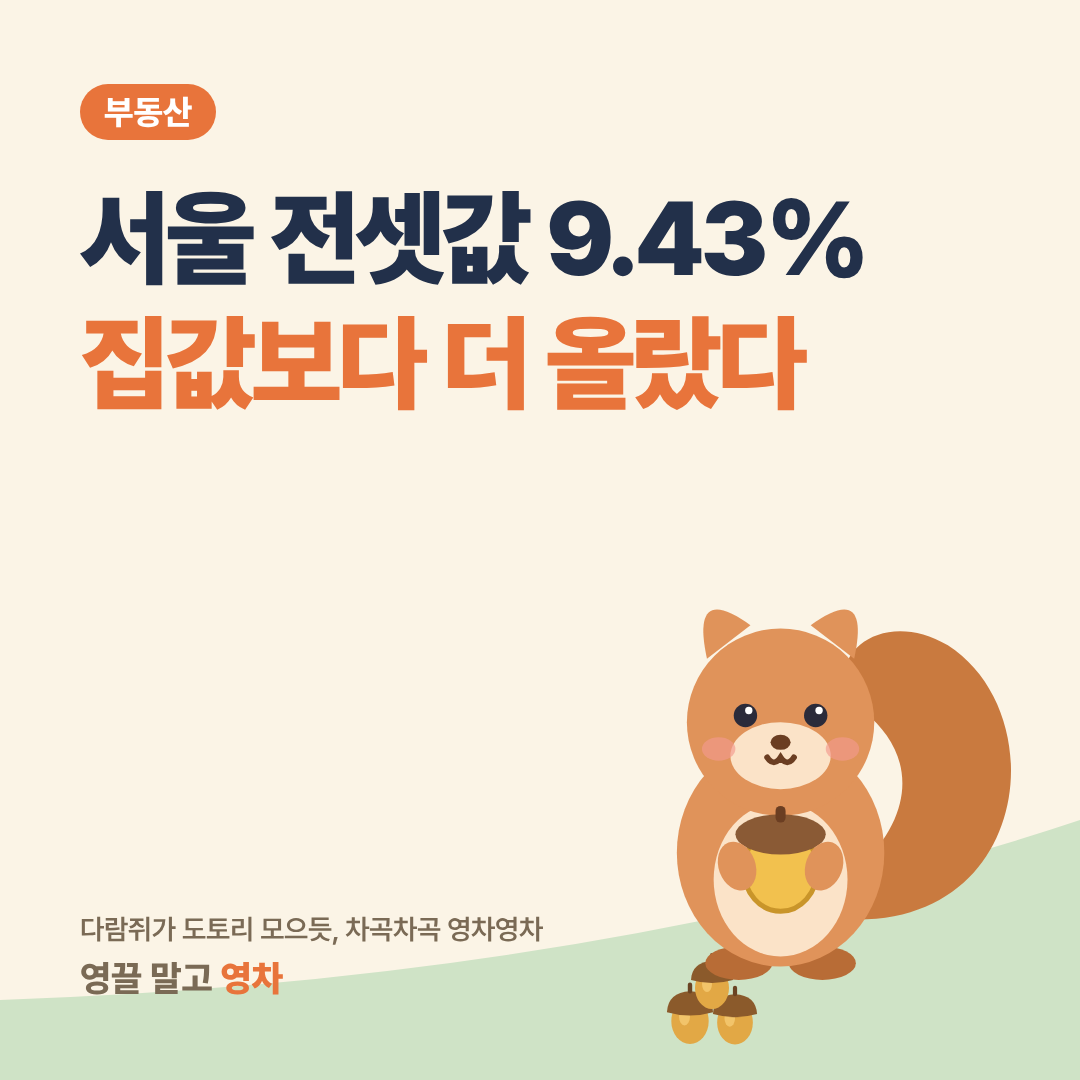 부동산
서울 전셋값 9.43%
집값보다 더 올랐다
다람쥐가 도토리 모으듯, 차곡차곡 영차영차
영끌 말고 영차